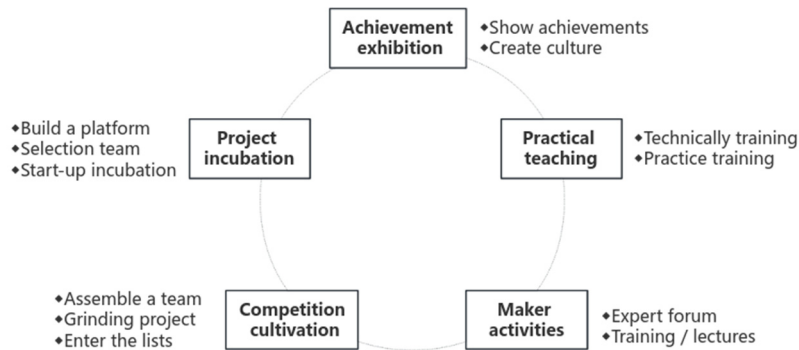 Achievement
exhibition
◆Show achievements
◆Create culture
◆Build a platform
◆Selection team
◆Start-up incubation
Project
incubation
Practical
teaching
◆Technically training
◆Practice training
◆Assemble a team
◆Grinding project
◆Enter the lists
Competition
cultivation
Maker
activities
◆Expert forum
◆Training / lectures